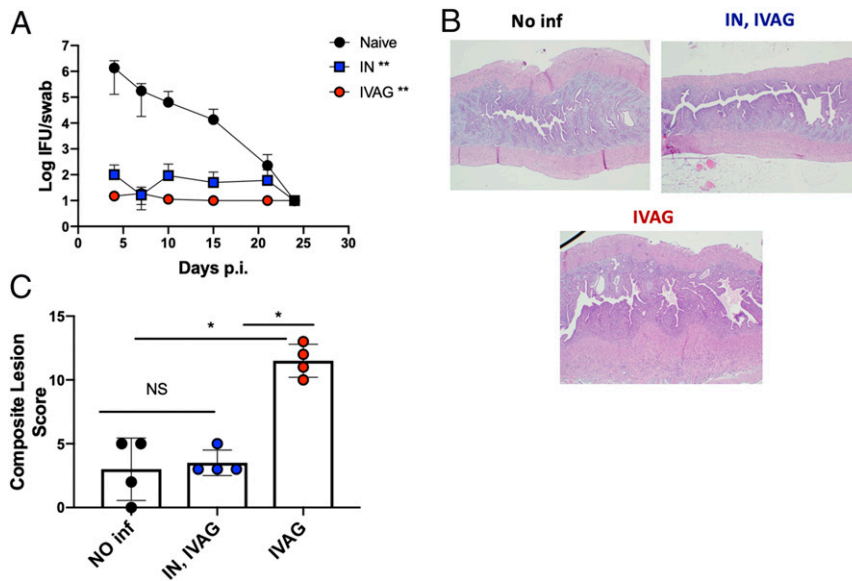 A
Log IFU/swab
7
6
5
4
3
2
1
0
0 5 10 15 20 25 30
Days p.i.
Naive
IN **
IVAG **
B
No inf
IN, IVAG
IVAG
C
Composite Lesion
Score
15
10
5
0
NS
*
*
NO inf
IN, IVAG
IVAG